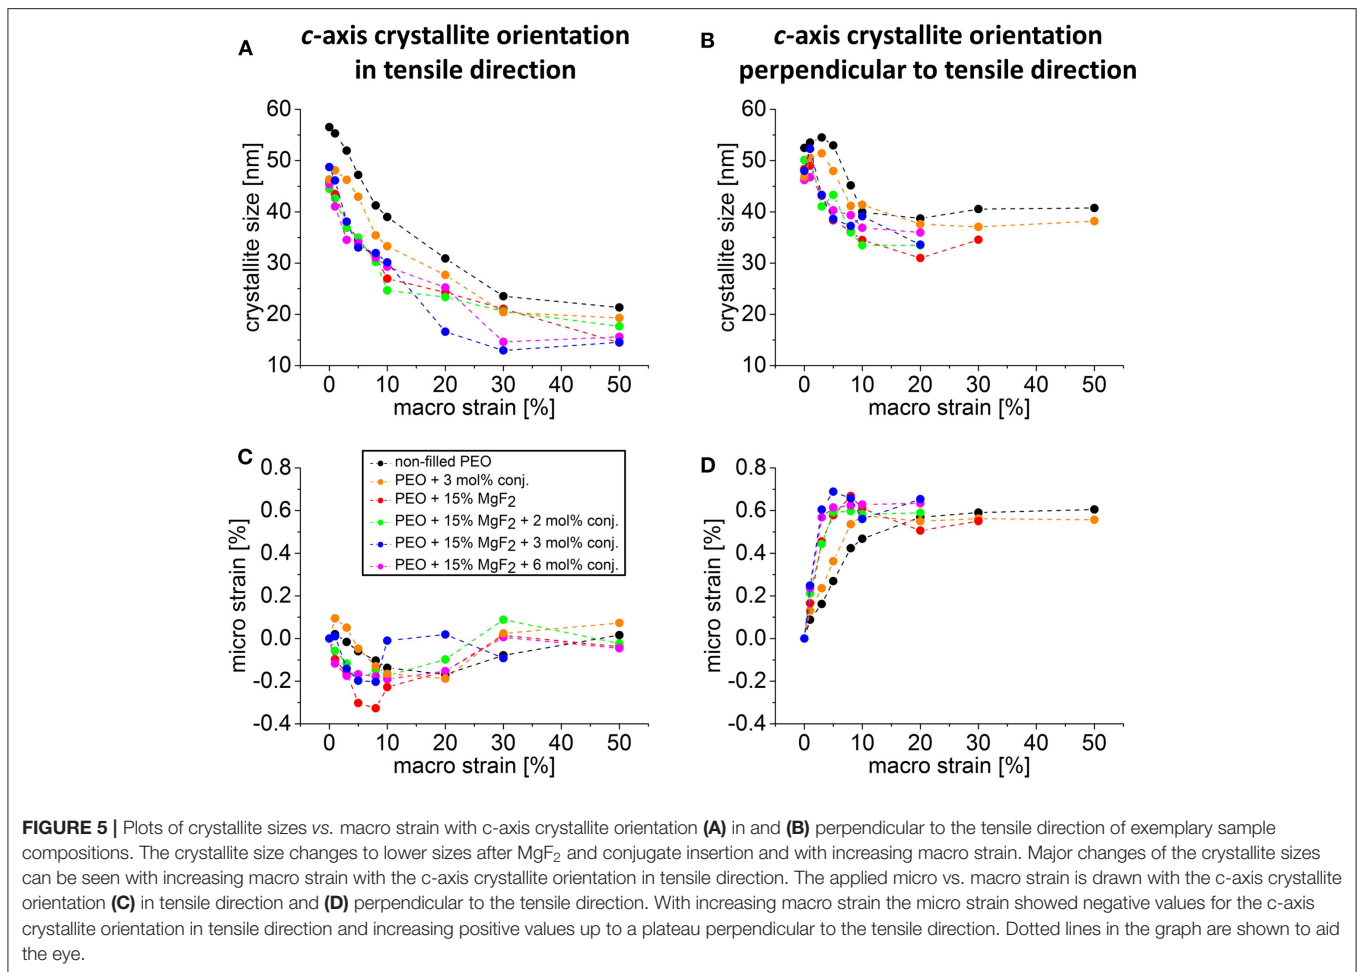 A
c-axis crystallite orientation
in tensile direction
60
50
40
30
20
10
crystallite size [nm]
0 10 20 30 40 50
macro strain [%]
B
c-axis crystallite orientation
perpendicular to tensile direction
60
50
40
30
20
10
crystallite size [nm]
0 10 20 30 40 50
macro strain [%]
C
0.8
0.6
0.4
0.2
0.0
-0.2
-0.4
micro strain [%]
non-filled PEO
PEO + 3 mol% conj.
PEO + 15% MgF2
PEO + 15% MgF2 + 2 mol% conj.
PEO + 15% MgF2 + 3 mol% conj.
PEO + 15% MgF2 + 6 mol% conj.
0 10 20 30 40 50
macro strain [%]
D
0.8
0.6
0.4
0.2
0.0
-0.2
-0.4
micro strain [%]
0 10 20 30 40 50
macro strain [%]
FIGURE 5 | Plots of crystallite sizes vs. macro strain with c-axis crystallite orientation (A) in and (B) perpendicular to the tensile direction of exemplary sample
compositions. The crystallite size changes to lower sizes after MgF2 and conjugate insertion and with increasing macro strain. Major changes of the crystallite sizes
can be seen with increasing macro strain with the c-axis crystallite orientation in tensile direction. The applied micro vs. macro strain is drawn with the c-axis crystallite
orientation (C) in tensile direction and (D) perpendicular to the tensile direction. With increasing macro strain the micro strain showed negative values for the c-axis
crystallite orientation in tensile direction and increasing positive values up to a plateau perpendicular to the tensile direction. Dotted lines in the graph are shown to aid
the eye.